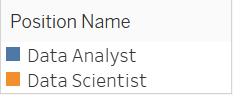 Position Name
Data Analyst
Data Scientist